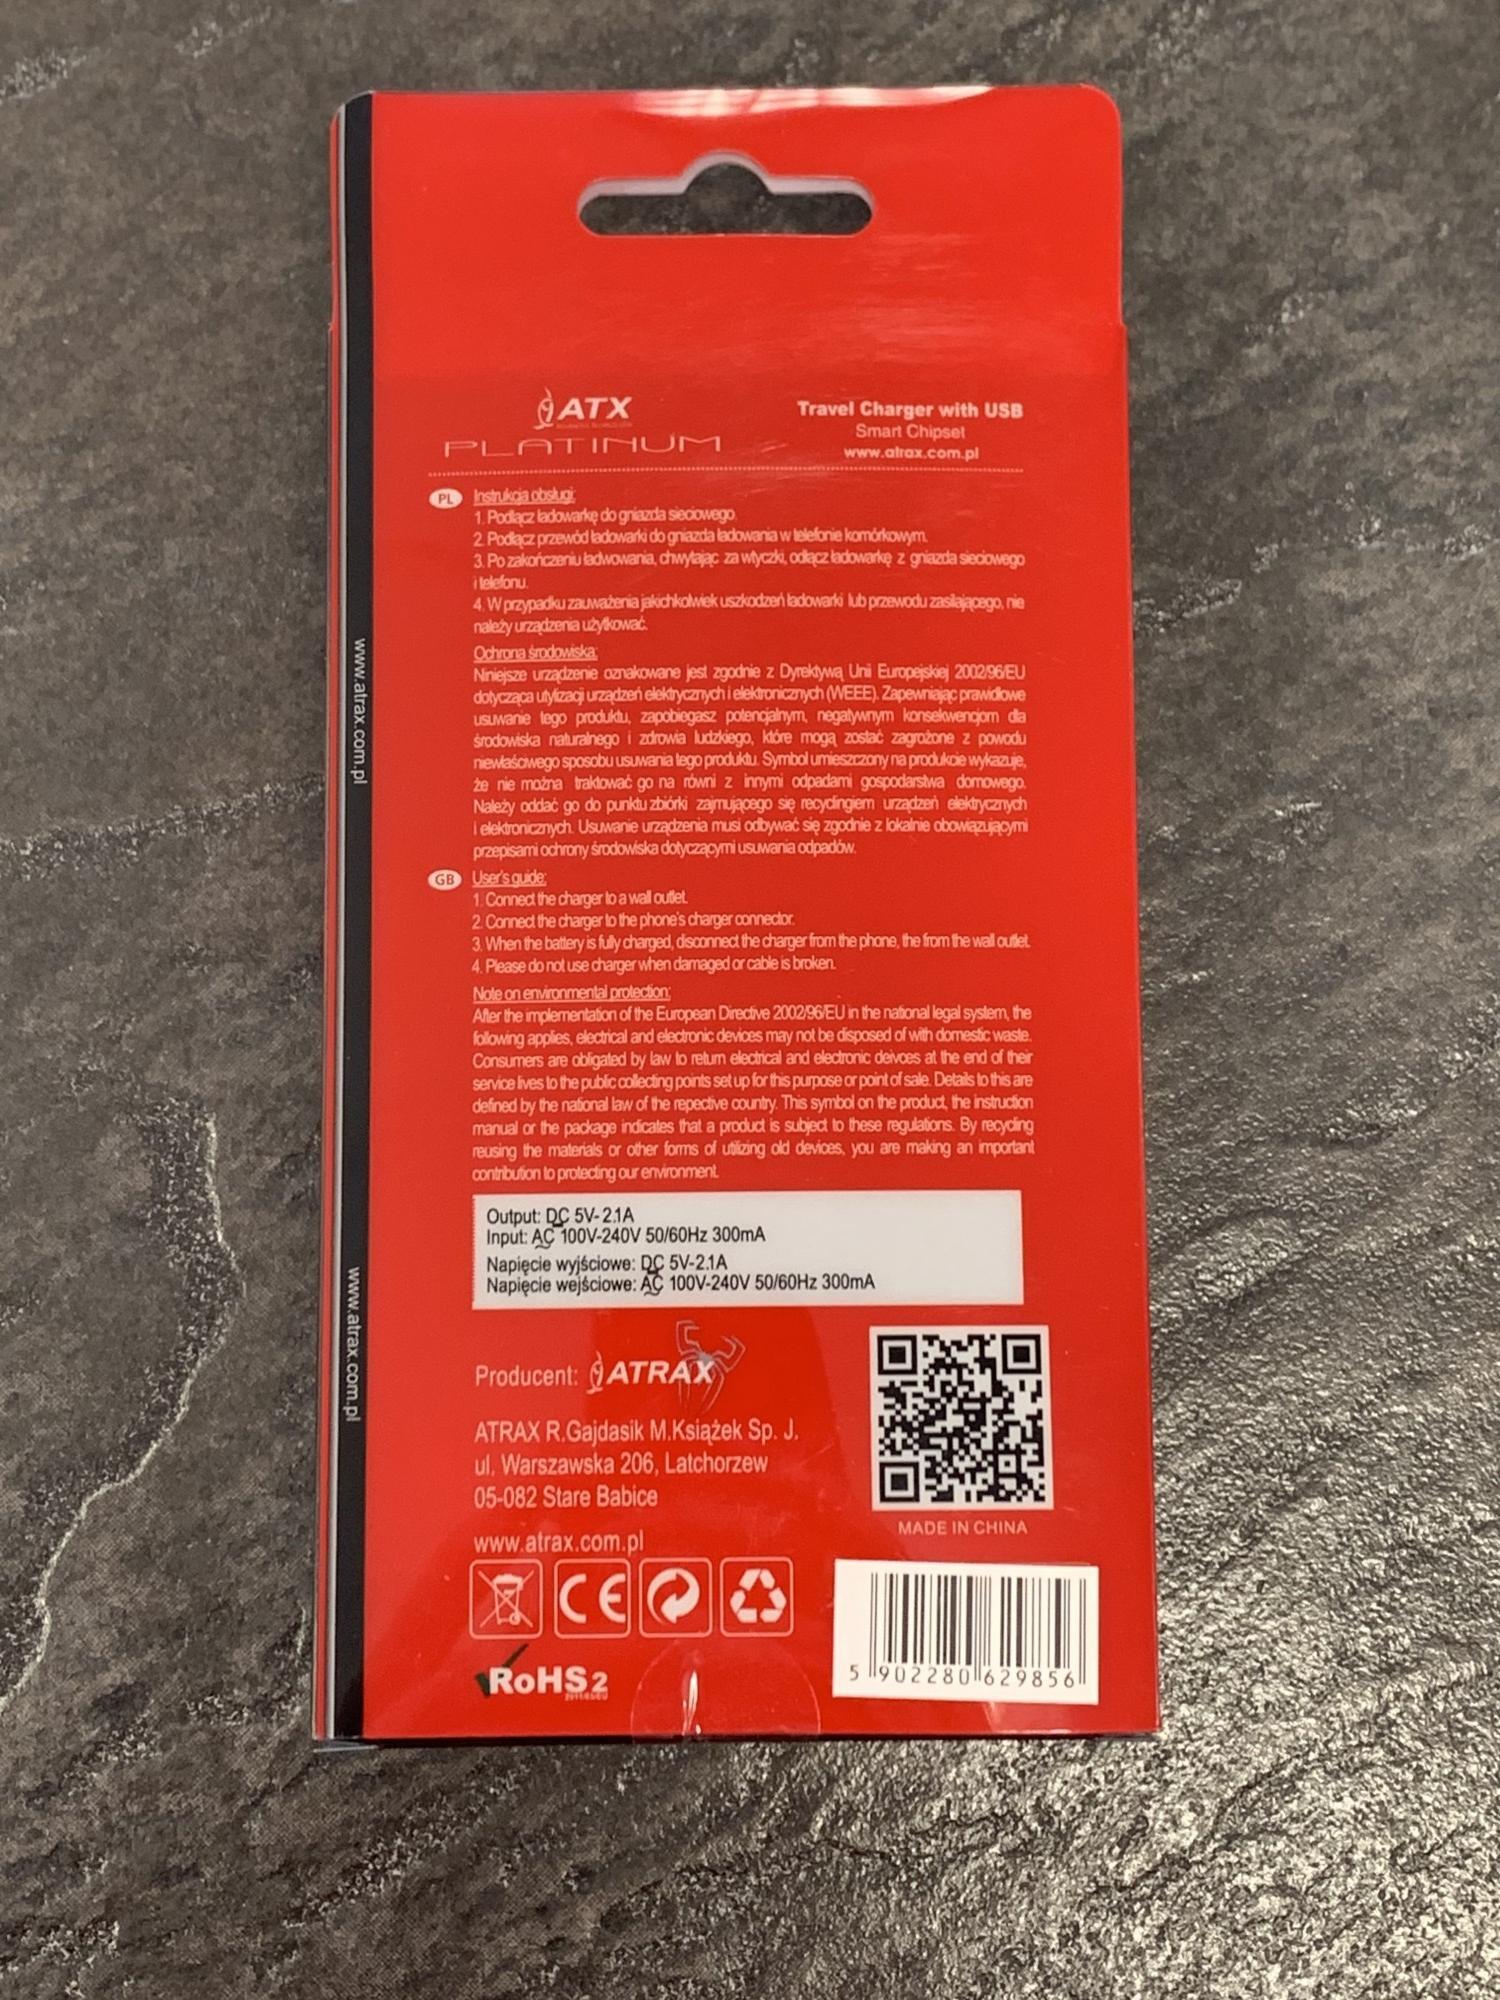 ATX
PLATINUM
Travel Charger with USB
Smart Chipset
www.atrax.com.pl
PL
Instrukcja obsługi:
1. Podłącz ładowarkę do gniazda sieciowego.
2. Podłącz przewód ładowarki do gniazda ładowania w telefonie komórkowym.
3. Po zakończeniu ładwowania, chwytając za wtyczki, odłącz ładowarkę z gniazda sieciowego
i telefonu.
4. W przypadku zauważenia jakichkolwiek uszkodzeń ładowarki lub przewodu zasilającego, nie
należy urządzenia użytkować.
Ochrona środowiska:
Niniejsze urządzenie oznakowane jest zgodnie z Dyrektywą Unii Europejskiej 2002/96/EU
dotycząca utylizacji urządzeń elektrycznych i elektronicznych (WEEE). Zapewniając prawidłowe
usuwanie tego produktu, zapobiegasz potencjalnym, negatywnym konsekwencjom dla
środowiska naturalnego i zdrowia ludzkiego, które mogą zostać zagrożone z powodu
niewłaściwego sposobu usuwania tego produktu. Symbol umieszczony na produkcie wykazuje,
że nie można traktować go na równi z innymi odpadami gospodarstwa domowego.
Należy oddać go do punktu zbiórki zajmującego się recyclingiem urządzeń elektrycznych
i elektronicznych. Usuwanie urządzenia musi odbywać się zgodnie z lokalnie obowiązującymi
przepisami ochrony środowiska dotyczącymi usuwania odpadów.
GB
User's guide:
1. Connect the charger to a wall outlet.
2. Connect the charger to the phone's charger connector.
3. When the battery is fully charged, disconnect the charger from the phone, the from the wall outlet.
4. Please do not use charger when damaged or cable is broken.
Note on environmental protection:
After the implementation of the European Directive 2002/96/EU in the national legal system, the
following applies, electrical and electronic devices may not be disposed of with domestic waste.
Consumers are obligated by law to return electrical and electronic deivces at the end of their
service lives to the public collecting points set up for this purpose or point of sale. Details to this are
defined by the national law of the repective country. This symbol on the product, the instruction
manual or the package indicates that a product is subject to these regulations. By recycling
reusing the materials or other forms of utilizing old devices, you are making an important
contribution to protecting our environment.
Output: DC 5V-2.1A
Input: AC 100V-240V 50/60Hz 300mA
Napięcie wyjściowe: DC 5V-2.1A
Napięcie wejściowe: AC 100V-240V 50/60Hz 300mA
Producent: ATRAX
ATRAX R.Gajdasik M.Książek Sp. J.
ul. Warszawska 206, Latchorzew
05-082 Stare Babice
www.atrax.com.pl
MADE IN CHINA
CE
RoHS 2
2011/65/EU
5 902280 629856
www.atrax.com.pl
www.atrax.com.pl